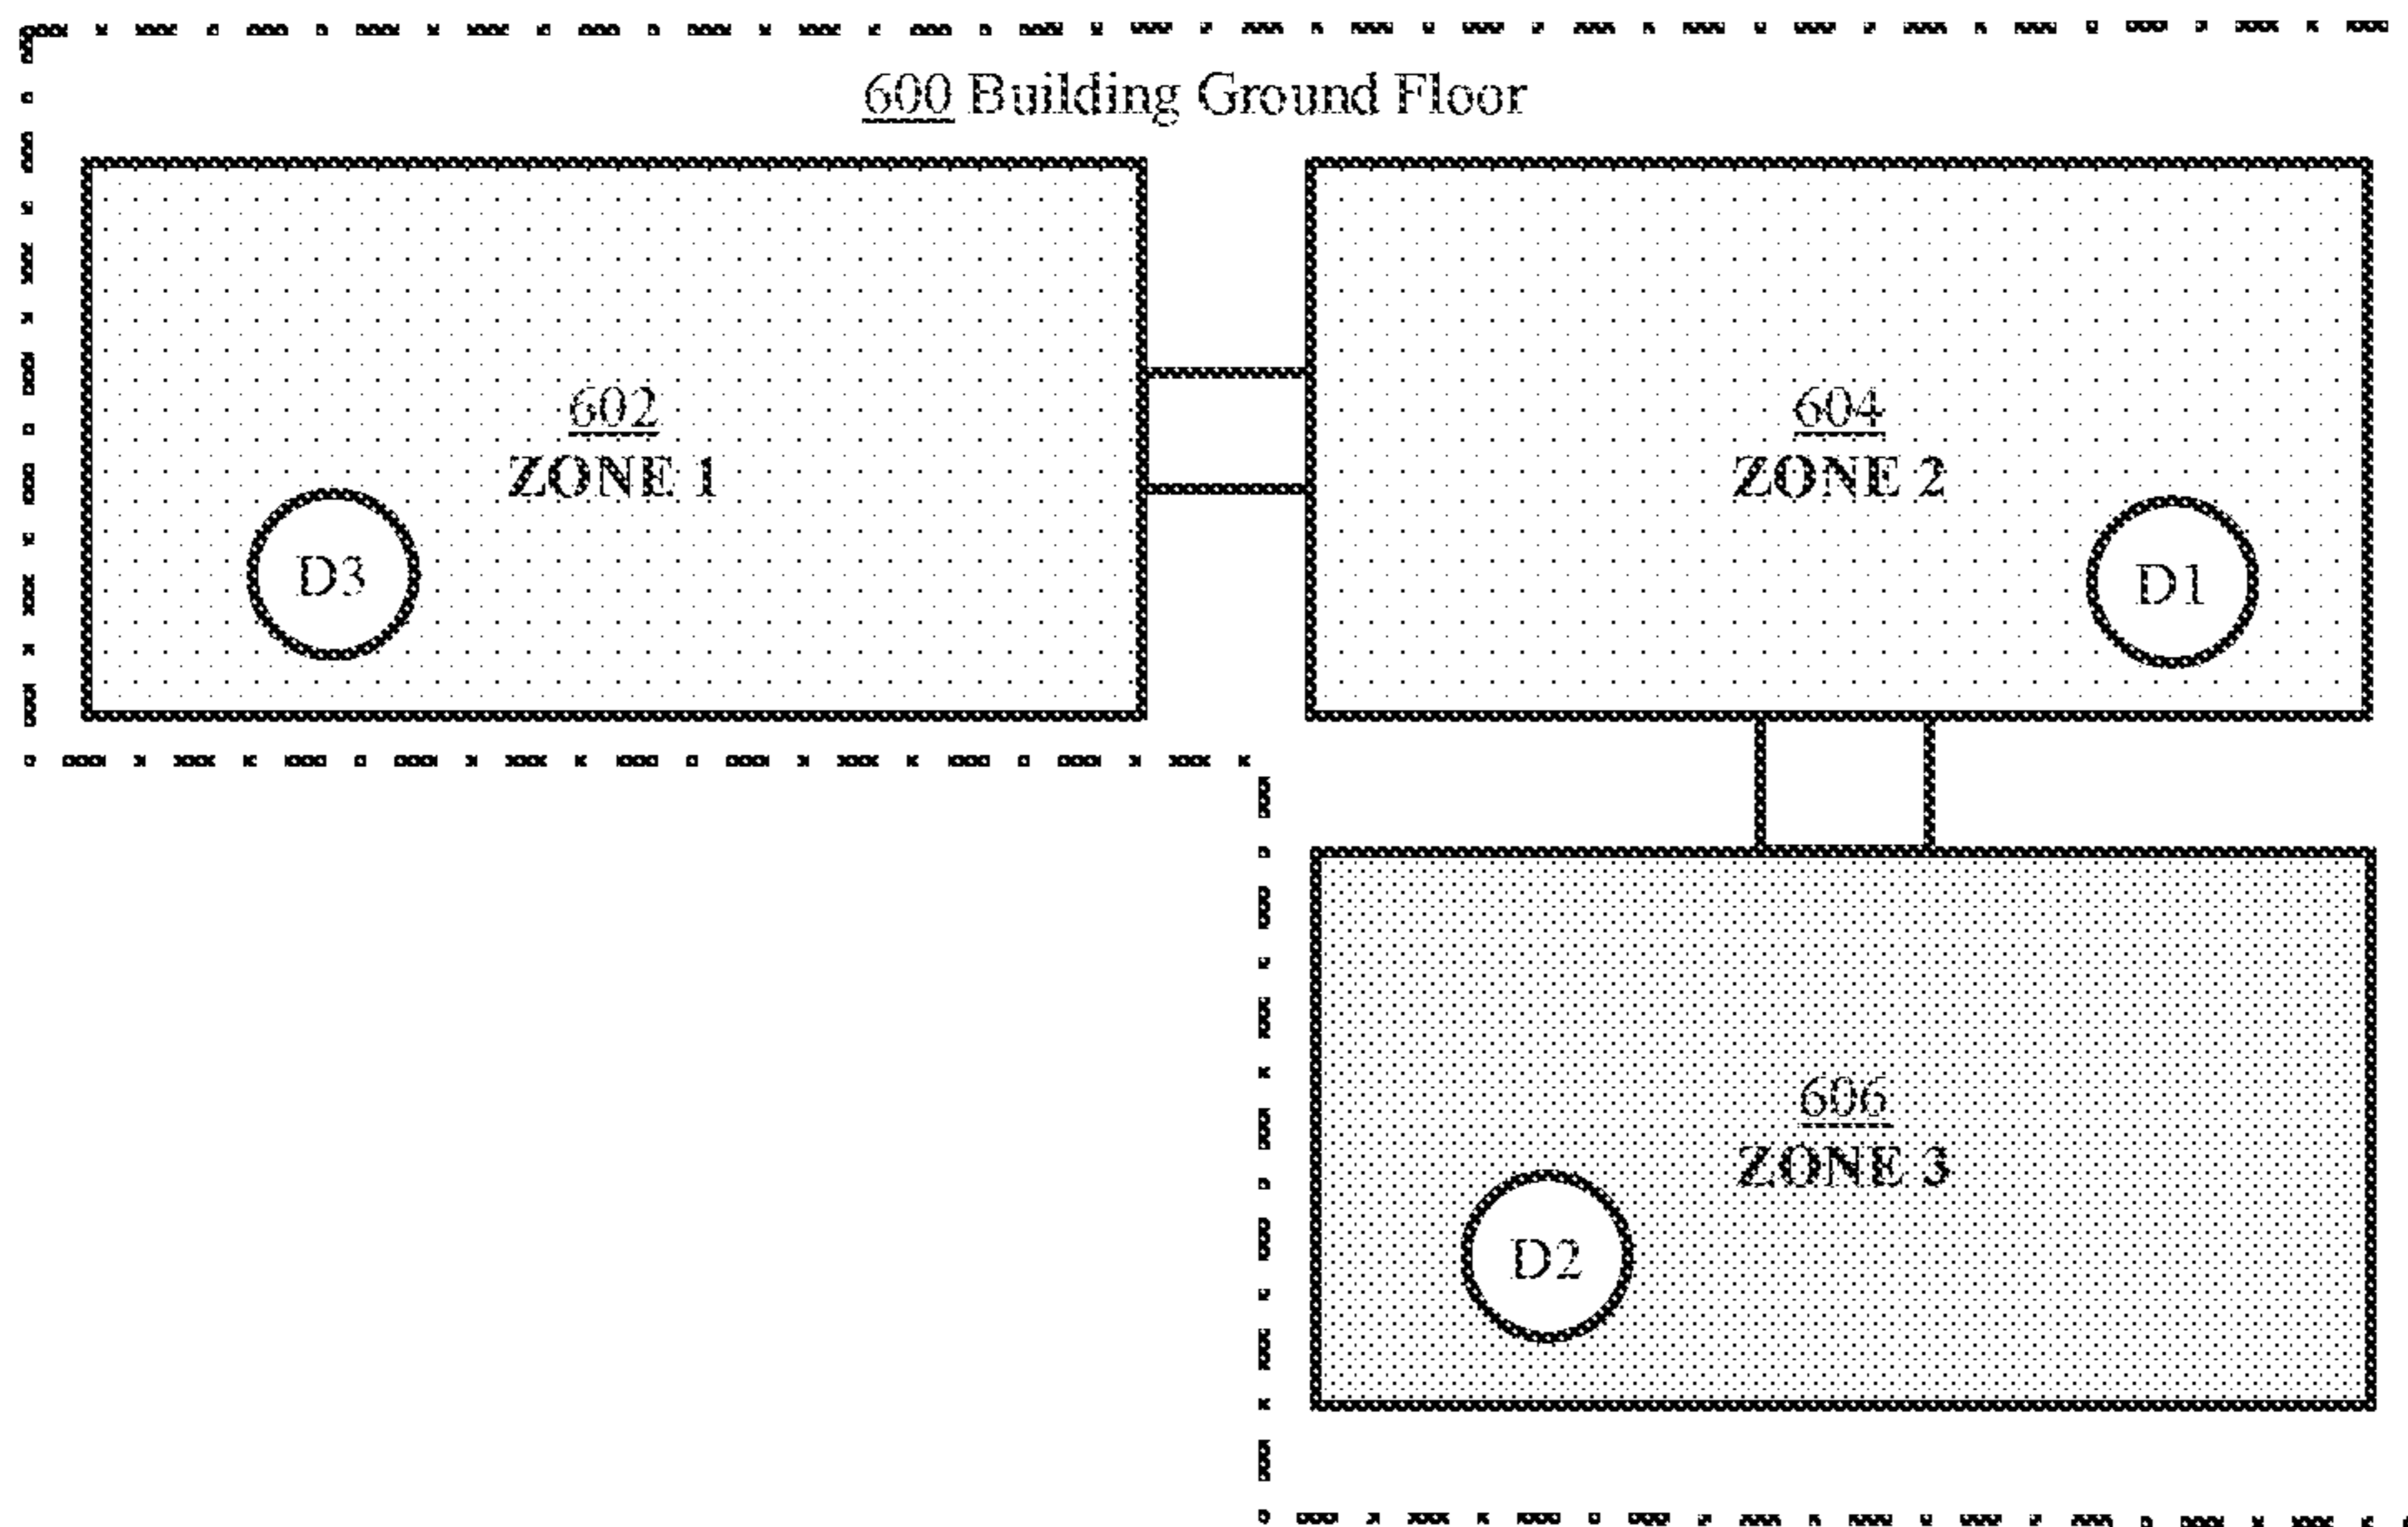 600 Building Ground Floor
602
ZONE 1
D3
604
ZONE 2
D1
606
ZONE 3
D2